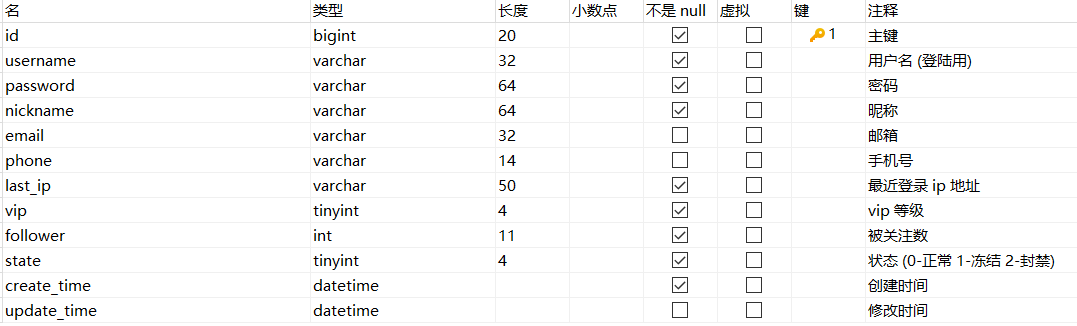 名 类型 长度 小数点 不是 null 虚拟 键 注释
id bigint 20 1 主键
username varchar 32 用户名 (登陆用)
password varchar 64 密码
nickname varchar 64 昵称
email varchar 32 邮箱
phone varchar 14 手机号
last_ip varchar 50 最近登录 ip 地址
vip tinyint 4 vip 等级
follower int 11 被关注数
state tinyint 4 状态 (0-正常 1-冻结 2-封禁)
create_time datetime 创建时间
update_time datetime 修改时间